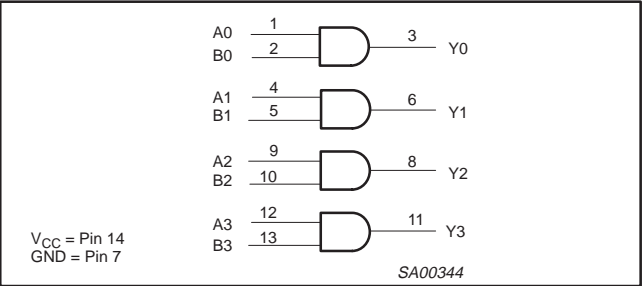 A0 1 3 Y0
B0 2
A1 4 6 Y1
B1 5
A2 9 8 Y2
B2 10
A3 12 11 Y3
B3 13
VCC = Pin 14
GND = Pin 7
SA00344